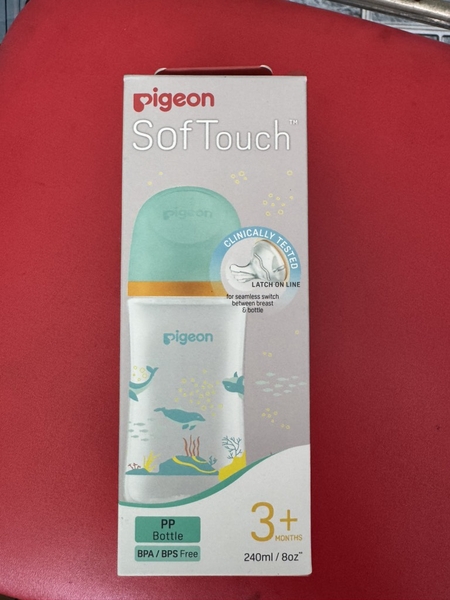 pigeon
SofTouch™
pigeon
CLINICALLY TESTED
LATCH ON LINE
for seamless switch
between breast
& bottle
pigeon
PP
Bottle
BPA / BPS Free
3+
MONTHS
240ml / 8oz